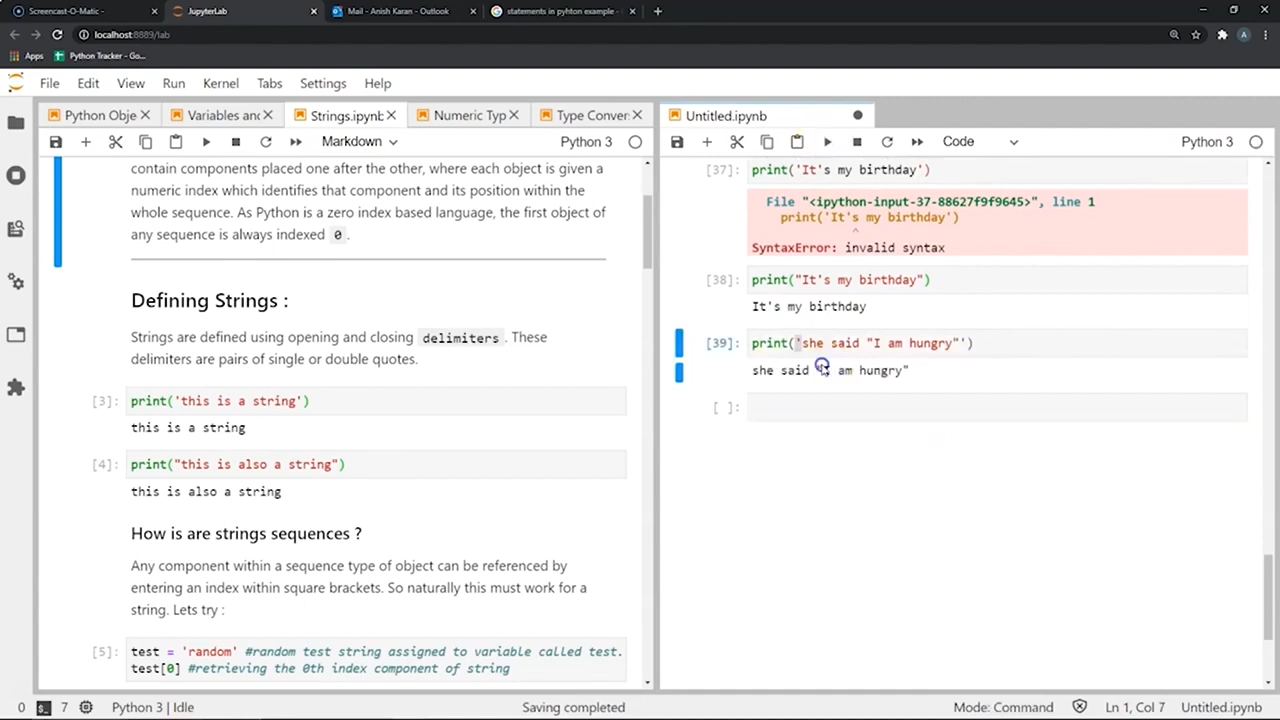 Screencast-O-Matic - 
JupyterLab
Mail - Anish Karan - Outlook
statements in pyhton example - 
localhost:8889/lab
A
Apps
Python Tracker - Go...
File Edit View Run Kernel Tabs Settings Help
Python Obje
Variables and
Strings.ipynb
Numeric Typ
Type Conver
Markdown
Python 3
contain components placed one after the other, where each object is given a
numeric index which identifies that component and its position within the
whole sequence. As Python is a zero index based language, the first object of
any sequence is always indexed 0 .
Defining Strings :
Strings are defined using opening and closing delimiters . These
delimiters are pairs of single or double quotes.
[3]: print('this is a string')
this is a string
[4]: print("this is also a string")
this is also a string
How is are strings sequences ?
Any component within a sequence type of object can be referenced by
entering an index within square brackets. So naturally this must work for a
string. Lets try :
[5]: test = 'random' #random test string assigned to variable called test.
test[0] #retrieving the 0th index component of string
Untitled.ipynb
Code
Python 3
[37]: print('It's my birthday')
File "<ipython-input-37-88627f9f9645>", line 1
print('It's my birthday')
^
SyntaxError: invalid syntax
[38]: print("It's my birthday")
It's my birthday
[39]: print('she said "I am hungry"')
she said am hungry"
[ ]:
0 7 Python 3 | Idle Saving completed Mode: Command Ln 1, Col 7 Untitled.ipynb